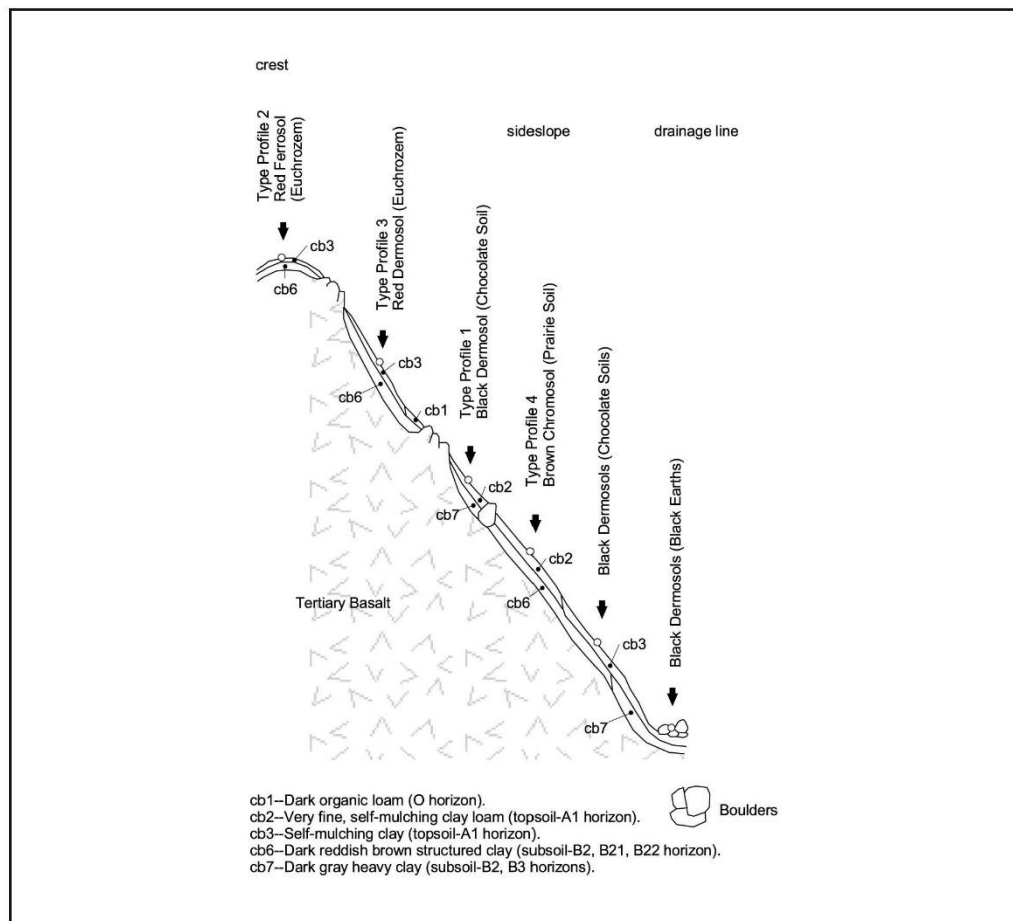 crest
sideslope
drainage line
Type Profile 2
Red Ferrosol
(Euchrozem)
Type Profile 3
Red Dermosol (Euchrozem)
Type Profile 1
Black Dermosol (Chocolate Soil)
Type Profile 4
Brown Chromosol (Prairie Soil)
Black Dermosols (Chocolate Soils)
Black Dermosols (Black Earths)
cb3
cb6
cb3
cb6
cb1
cb2
cb7
cb2
cb6
cb3
cb7
Tertiary Basalt
cb1--Dark organic loam (O horizon).
cb2--Very fine, self-mulching clay loam (topsoil-A1 horizon).
cb3--Self-mulching clay (topsoil-A1 horizon).
cb6--Dark reddish brown structured clay (subsoil-B2, B21, B22 horizon).
cb7--Dark gray heavy clay (subsoil-B2, B3 horizons).
Boulders